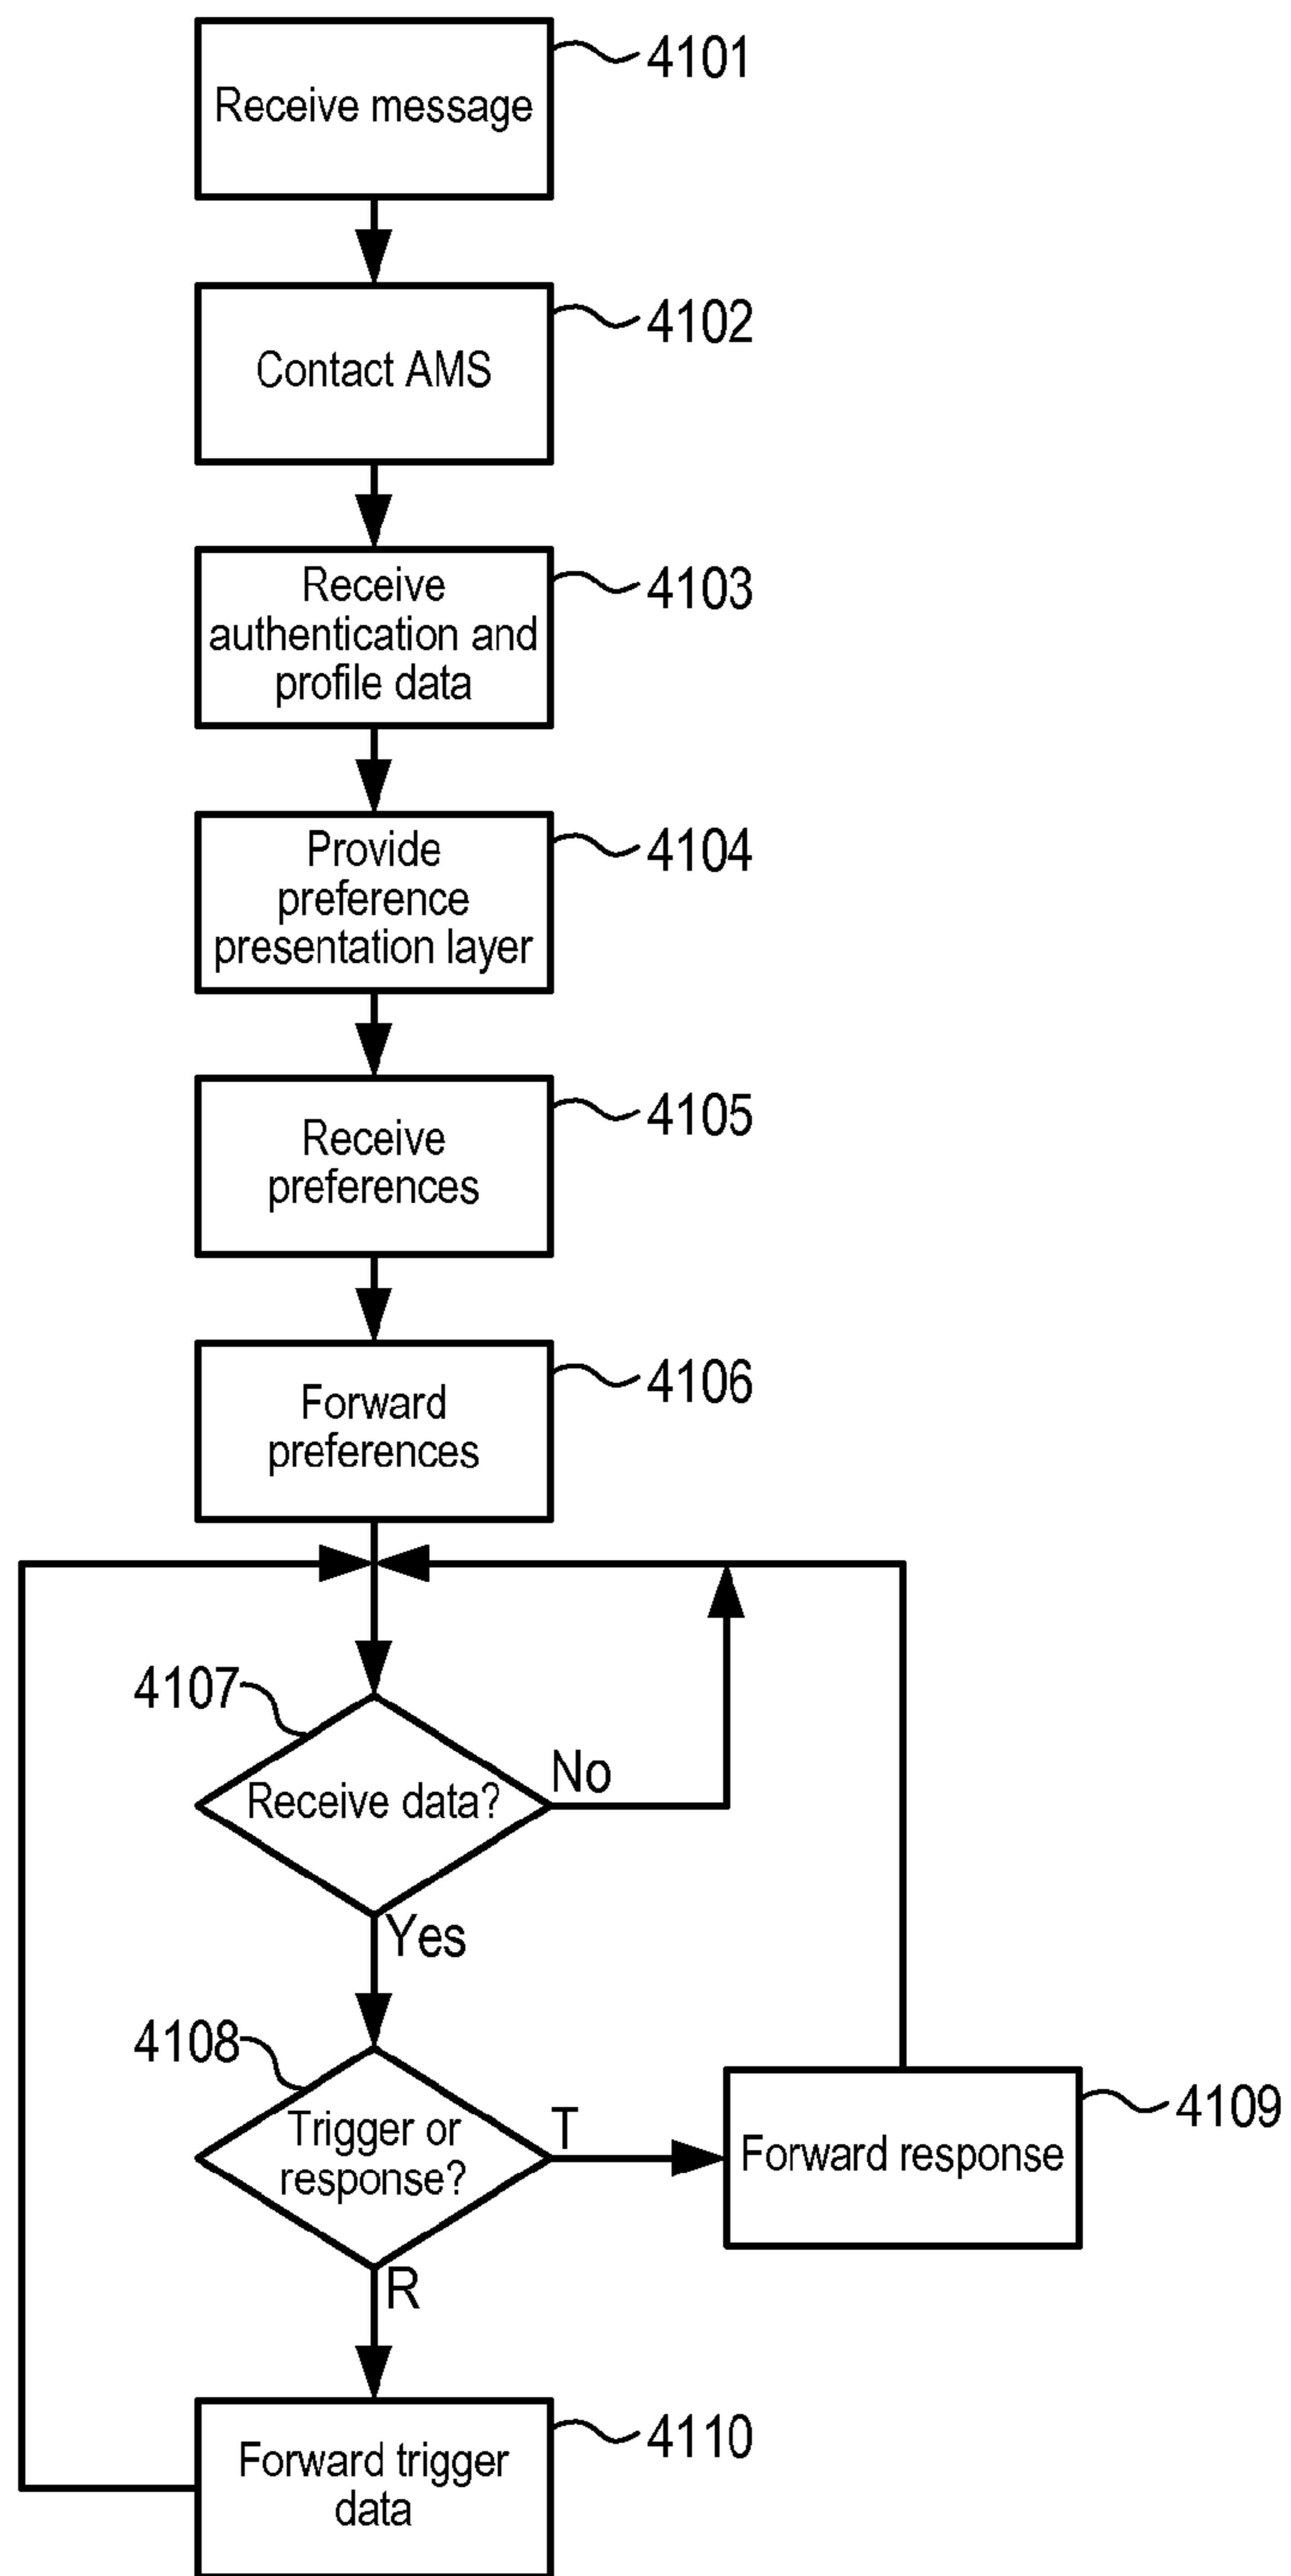 Receive message
4101
Contact AMS
4102
Receive
authentication and
profile data
4103
Provide
preference
presentation layer
4104
Receive
preferences
4105
Forward
preferences
4106
4107
Receive data?
No
Yes
4108
Trigger or
response?
T
Forward response
4109
R
Forward trigger
data
4110